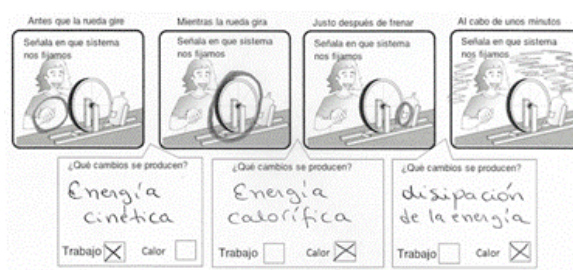 Antes que la rueda gire
Mientras la rueda gira
Justo después de frenar
Al cabo de unos minutos
Señala en que sistema
nos fijamos
Señala en que sistema
nos fijamos
Señala en que sistema
nos fijamos
Señala en que sistema
nos fijamos
¿Qué cambios se producen?
Energía
cinética
Trabajo Calor
¿Qué cambios se producen?
Energía
calorífica
Trabajo Calor
¿Qué cambios se producen?
disipación
de la energía
Trabajo Calor